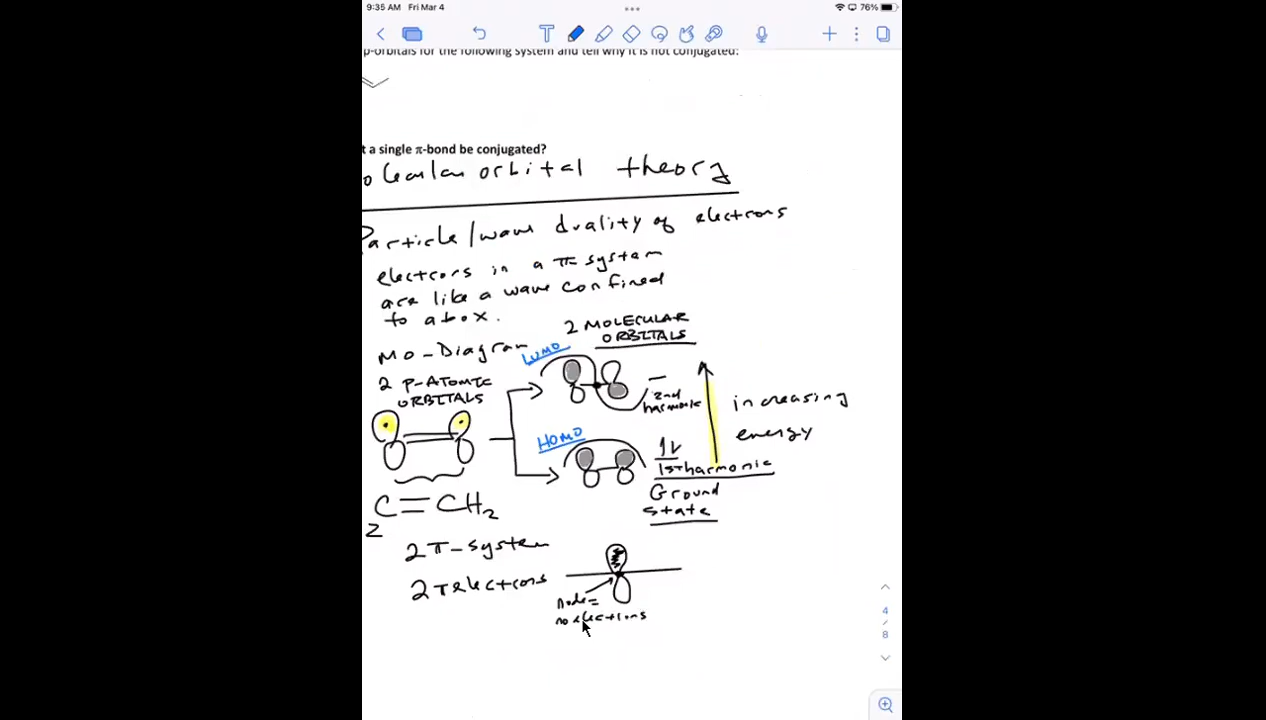 9:35 AM Fri Mar 4
76%
p-orbitals for the following system and tell why it is not conjugated?
t a single π-bond be conjugated?
olecular orbital theory
Particle/wave duality of electrons
electrons in a π system
are like a wave confined
to a box.
2 MOLECULAR
ORBITALS
MO-Diagram
LUMO
2 P-ATOMIC
ORBITALS
2nd
harmonic
increasing
energy
HOMO
1st harmonic
Ground
state
C=CH2
2
2π-system
2π electrons
node=
no electrons
4
/
8